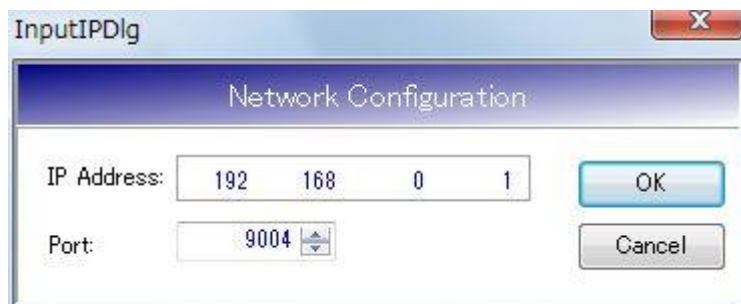 InputIPDlg
Network Configuration
IP Address: 192 168 0 1 OK
Port: 9004 Cancel